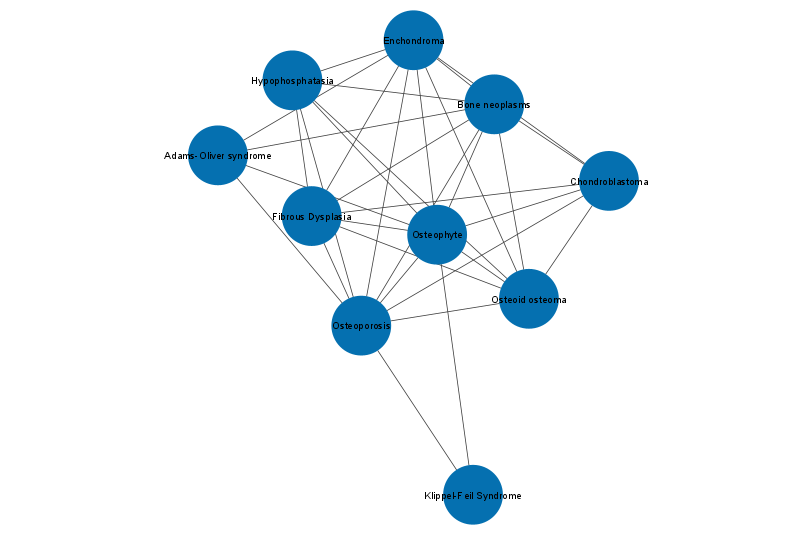 Enchondroma
Hypophosphatasia
Bone neoplasms
Adams-Oliver syndrome
Chondroblastoma
Fibrous Dysplasia
Osteophyte
Osteoid osteoma
Osteoporosis
Klippel-Feil Syndrome